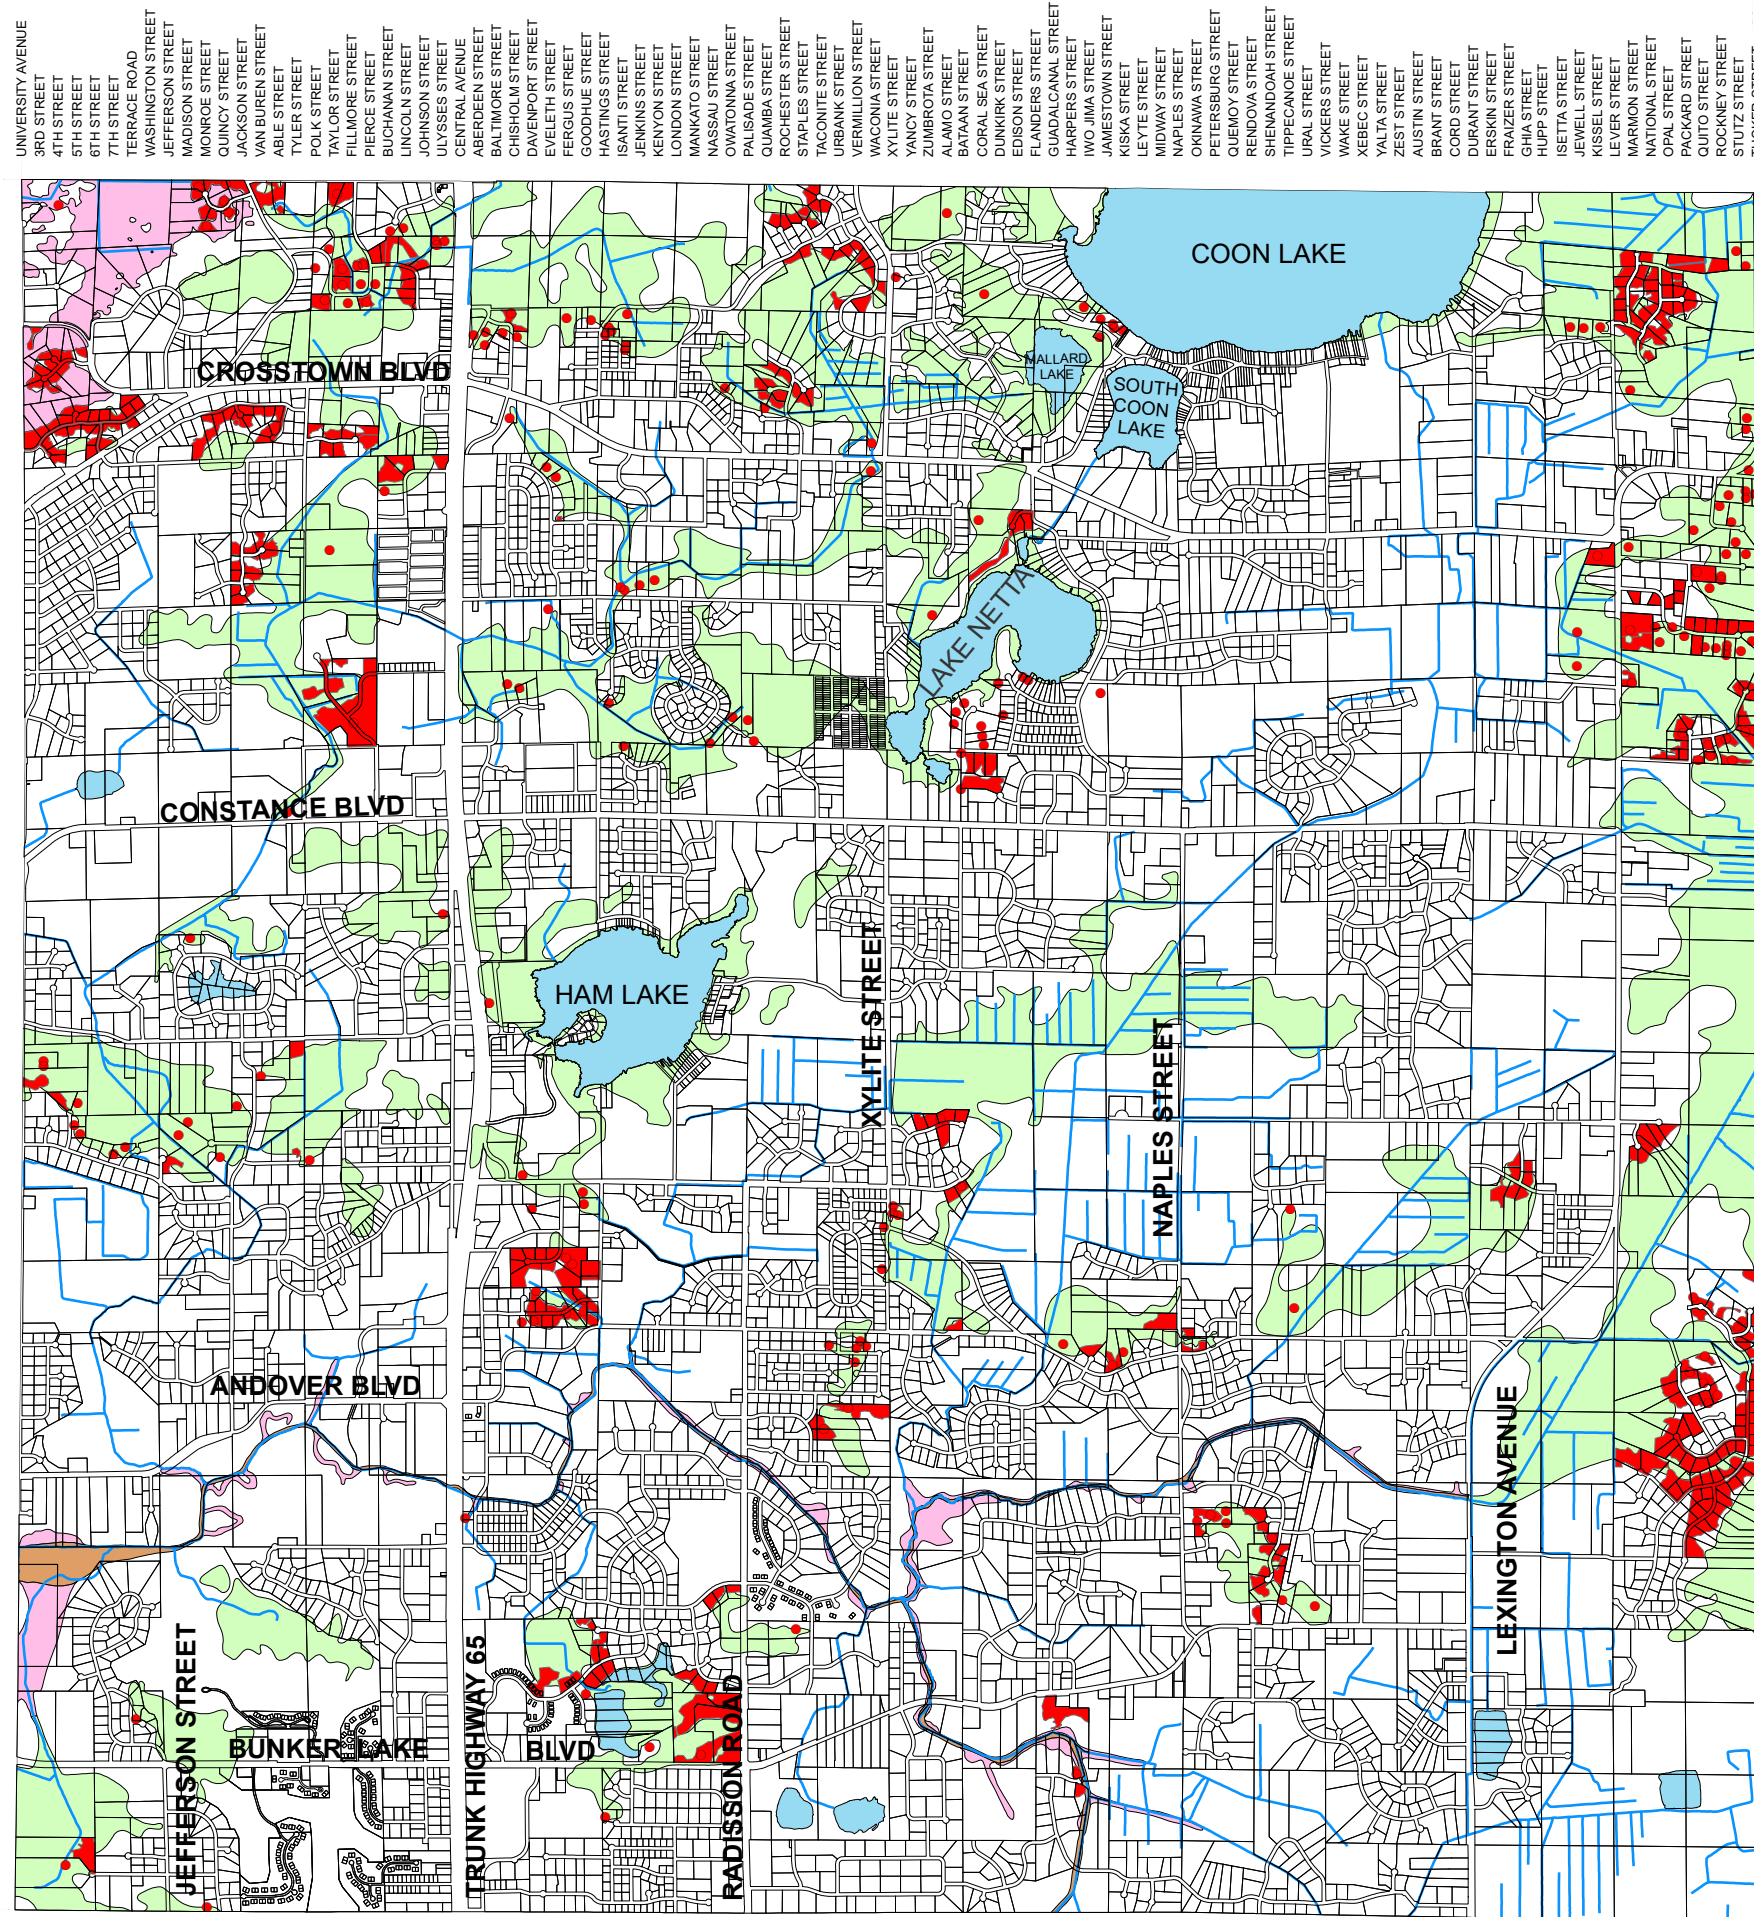 UNIVERSITY AVENUE
3RD STREET
4TH STREET
5TH STREET
6TH STREET
7TH STREET
TERRACE ROAD
WASHINGTON STREET
JEFFERSON STREET
MADISON STREET
MONROE STREET
QUINCY STREET
JACKSON STREET
VAN BUREN STREET
ABLE STREET
TYLER STREET
POLK STREET
TAYLOR STREET
FILLMORE STREET
PIERCE STREET
BUCHANAN STREET
LINCOLN STREET
JOHNSON STREET
ULYSSES STREET
CENTRAL AVENUE
ABERDEEN STREET
BALTIMORE STREET
CHISHOLM STREET
DAVENPORT STREET
EVELETH STREET
FERGUS STREET
GOODHUE STREET
HASTINGS STREET
ISANTI STREET
JENKINS STREET
KENYON STREET
LONDON STREET
MANKATO STREET
NASSAU STREET
OWATONNA STREET
PALISADE STREET
QUAMBA STREET
ROCHESTER STREET
STAPLES STREET
TACONITE STREET
URBANK STREET
VERMILLION STREET
WACONIA STREET
XYLITE STREET
YANCY STREET
ZUMBROTA STREET
ALAMO STREET
BATAAN STREET
CORAL SEA STREET
DUNKIRK STREET
EDISON STREET
FLANDERS STREET
GUADALCANAL STREET
HARPERS STREET
IWO JIMA STREET
JAMESTOWN STREET
KISKA STREET
LEYTE STREET
MIDWAY STREET
NAPLES STREET
OKINAWA STREET
PETERSBURG STREET
QUEMOY STREET
RENDOVA STREET
SHENANDOAH STREET
TIPPECANOE STREET
URAL STREET
VICKERS STREET
WAKE STREET
XEBEC STREET
YALTA STREET
ZEST STREET
AUSTIN STREET
BRANT STREET
CORD STREET
DURANT STREET
ERSKIN STREET
FRAIZER STREET
GHIA STREET
HUPP STREET
ISETTA STREET
JEWELL STREET
KISSEL STREET
LEVER STREET
MARMON STREET
NATIONAL STREET
OPAL STREET
PACKARD STREET
QUITO STREET
ROCKNEY STREET
STUTZ STREET
COON LAKE
MALLARD
LAKE
CROSSTOWN BLVD
SOUTH
COON
LAKE
LAKE NETTA
CONSTANCE BLVD
HAM LAKE
XYLITE STREET
NAPLES STREET
ANDOVER BLVD
LEXINGTON AVENUE
JEFFERSON STREET
TRUNK HIGHWAY 65
RADISSON ROAD
BUNKER LAKE
BLVD